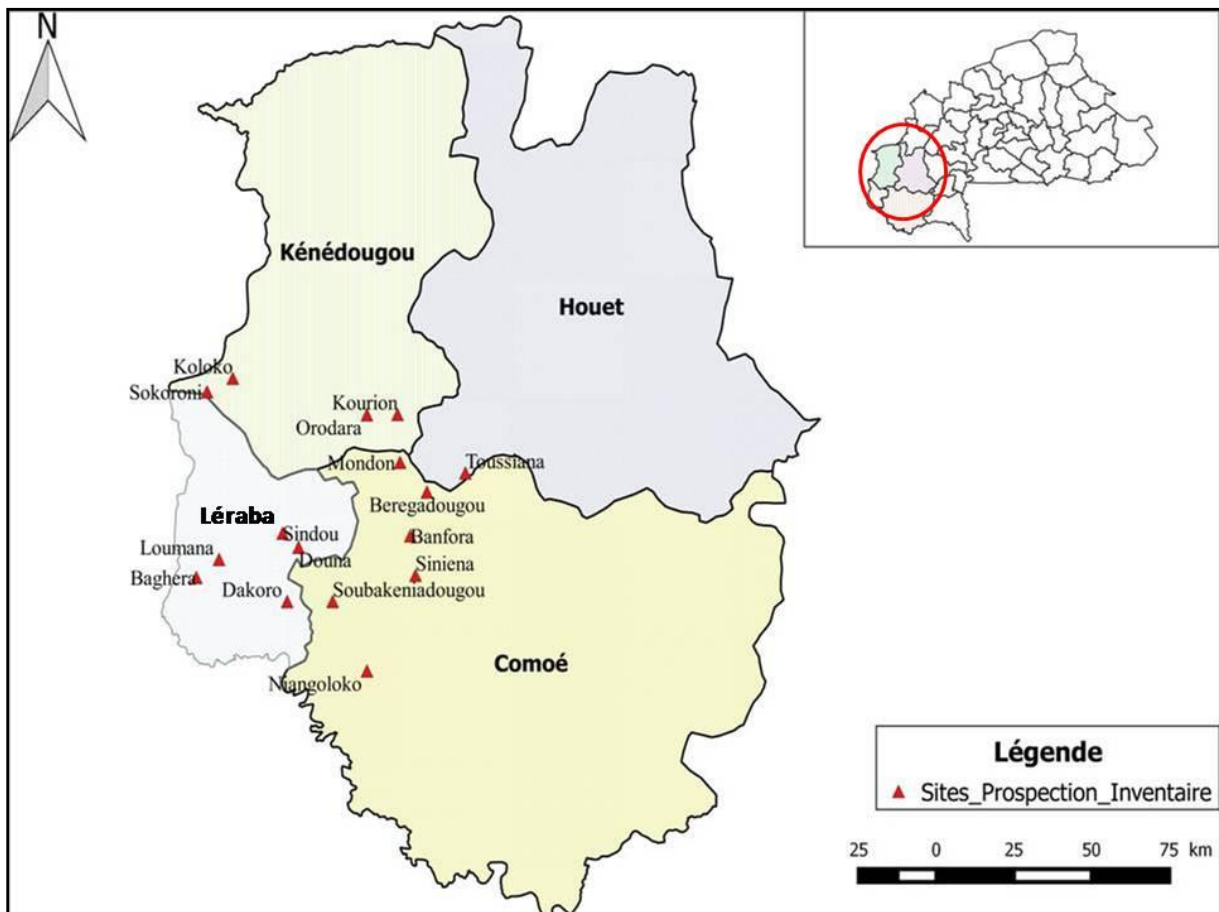 N
Kénédougou
Houet
Koloko
Sokoroni
Kourion
Orodara
Mondon
Toussiana
Beregadougou
Léraba
Sindou
Banfora
Loumana
Douna
Siniena
Baghera
Dakoro
Soubakeniadougou
Comoé
Niangoloko
Légende
Sites_Prospection_Inventaire
25 0 25 50 75 km